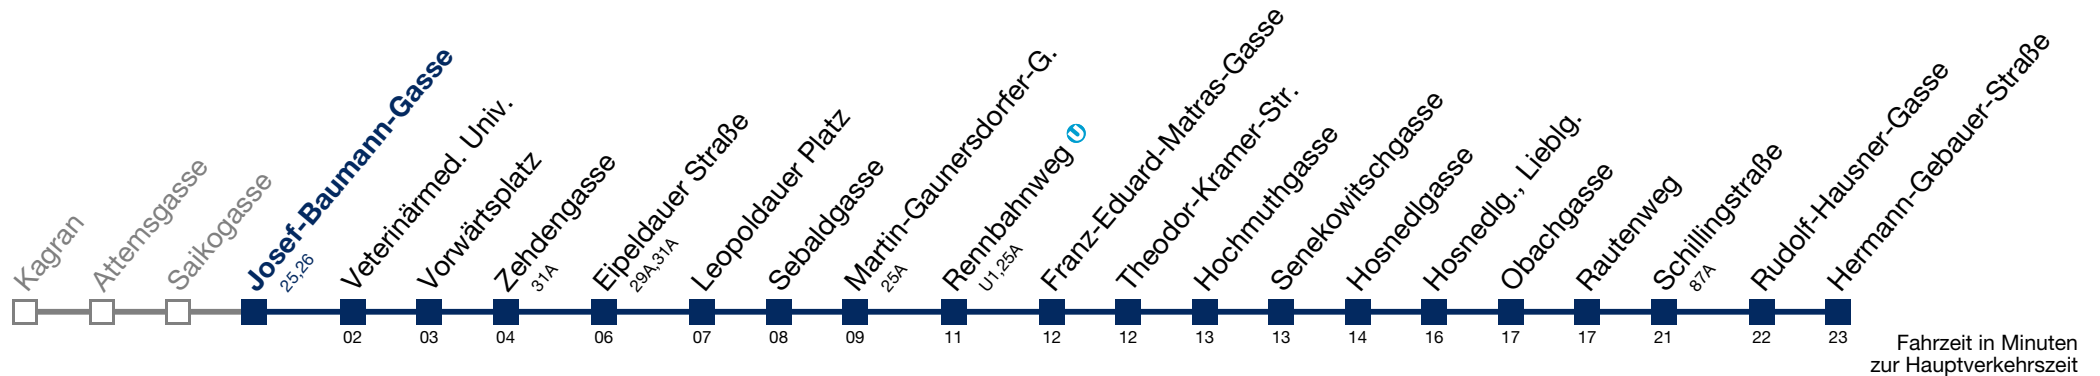 Kagran
Attemsgasse
Saikogasse
Josef-Baumann-Gasse
25,26
Veterinärmed. Univ.
02
Vorwärtsplatz
03
Zehdengasse
31A
04
Eipeldauer Straße
29A,31A
06
Leopoldauer Platz
07
Sebaldgasse
08
Martin-Gaunersdorfer-G.
25A
09
Rennbahnweg U
U1,25A
11
Franz-Eduard-Matras-Gasse
12
Theodor-Kramer-Str.
12
Hochmuthgasse
13
Senekowitschgasse
13
Hosnedlgasse
14
Hosnedlg., Lieblg.
16
Obachgasse
17
Rautenweg
17
Schillingstraße
87A
21
Rudolf-Hausner-Gasse
22
Hermann-Gebauer-Straße
23
Fahrzeit in Minuten
zur Hauptverkehrszeit